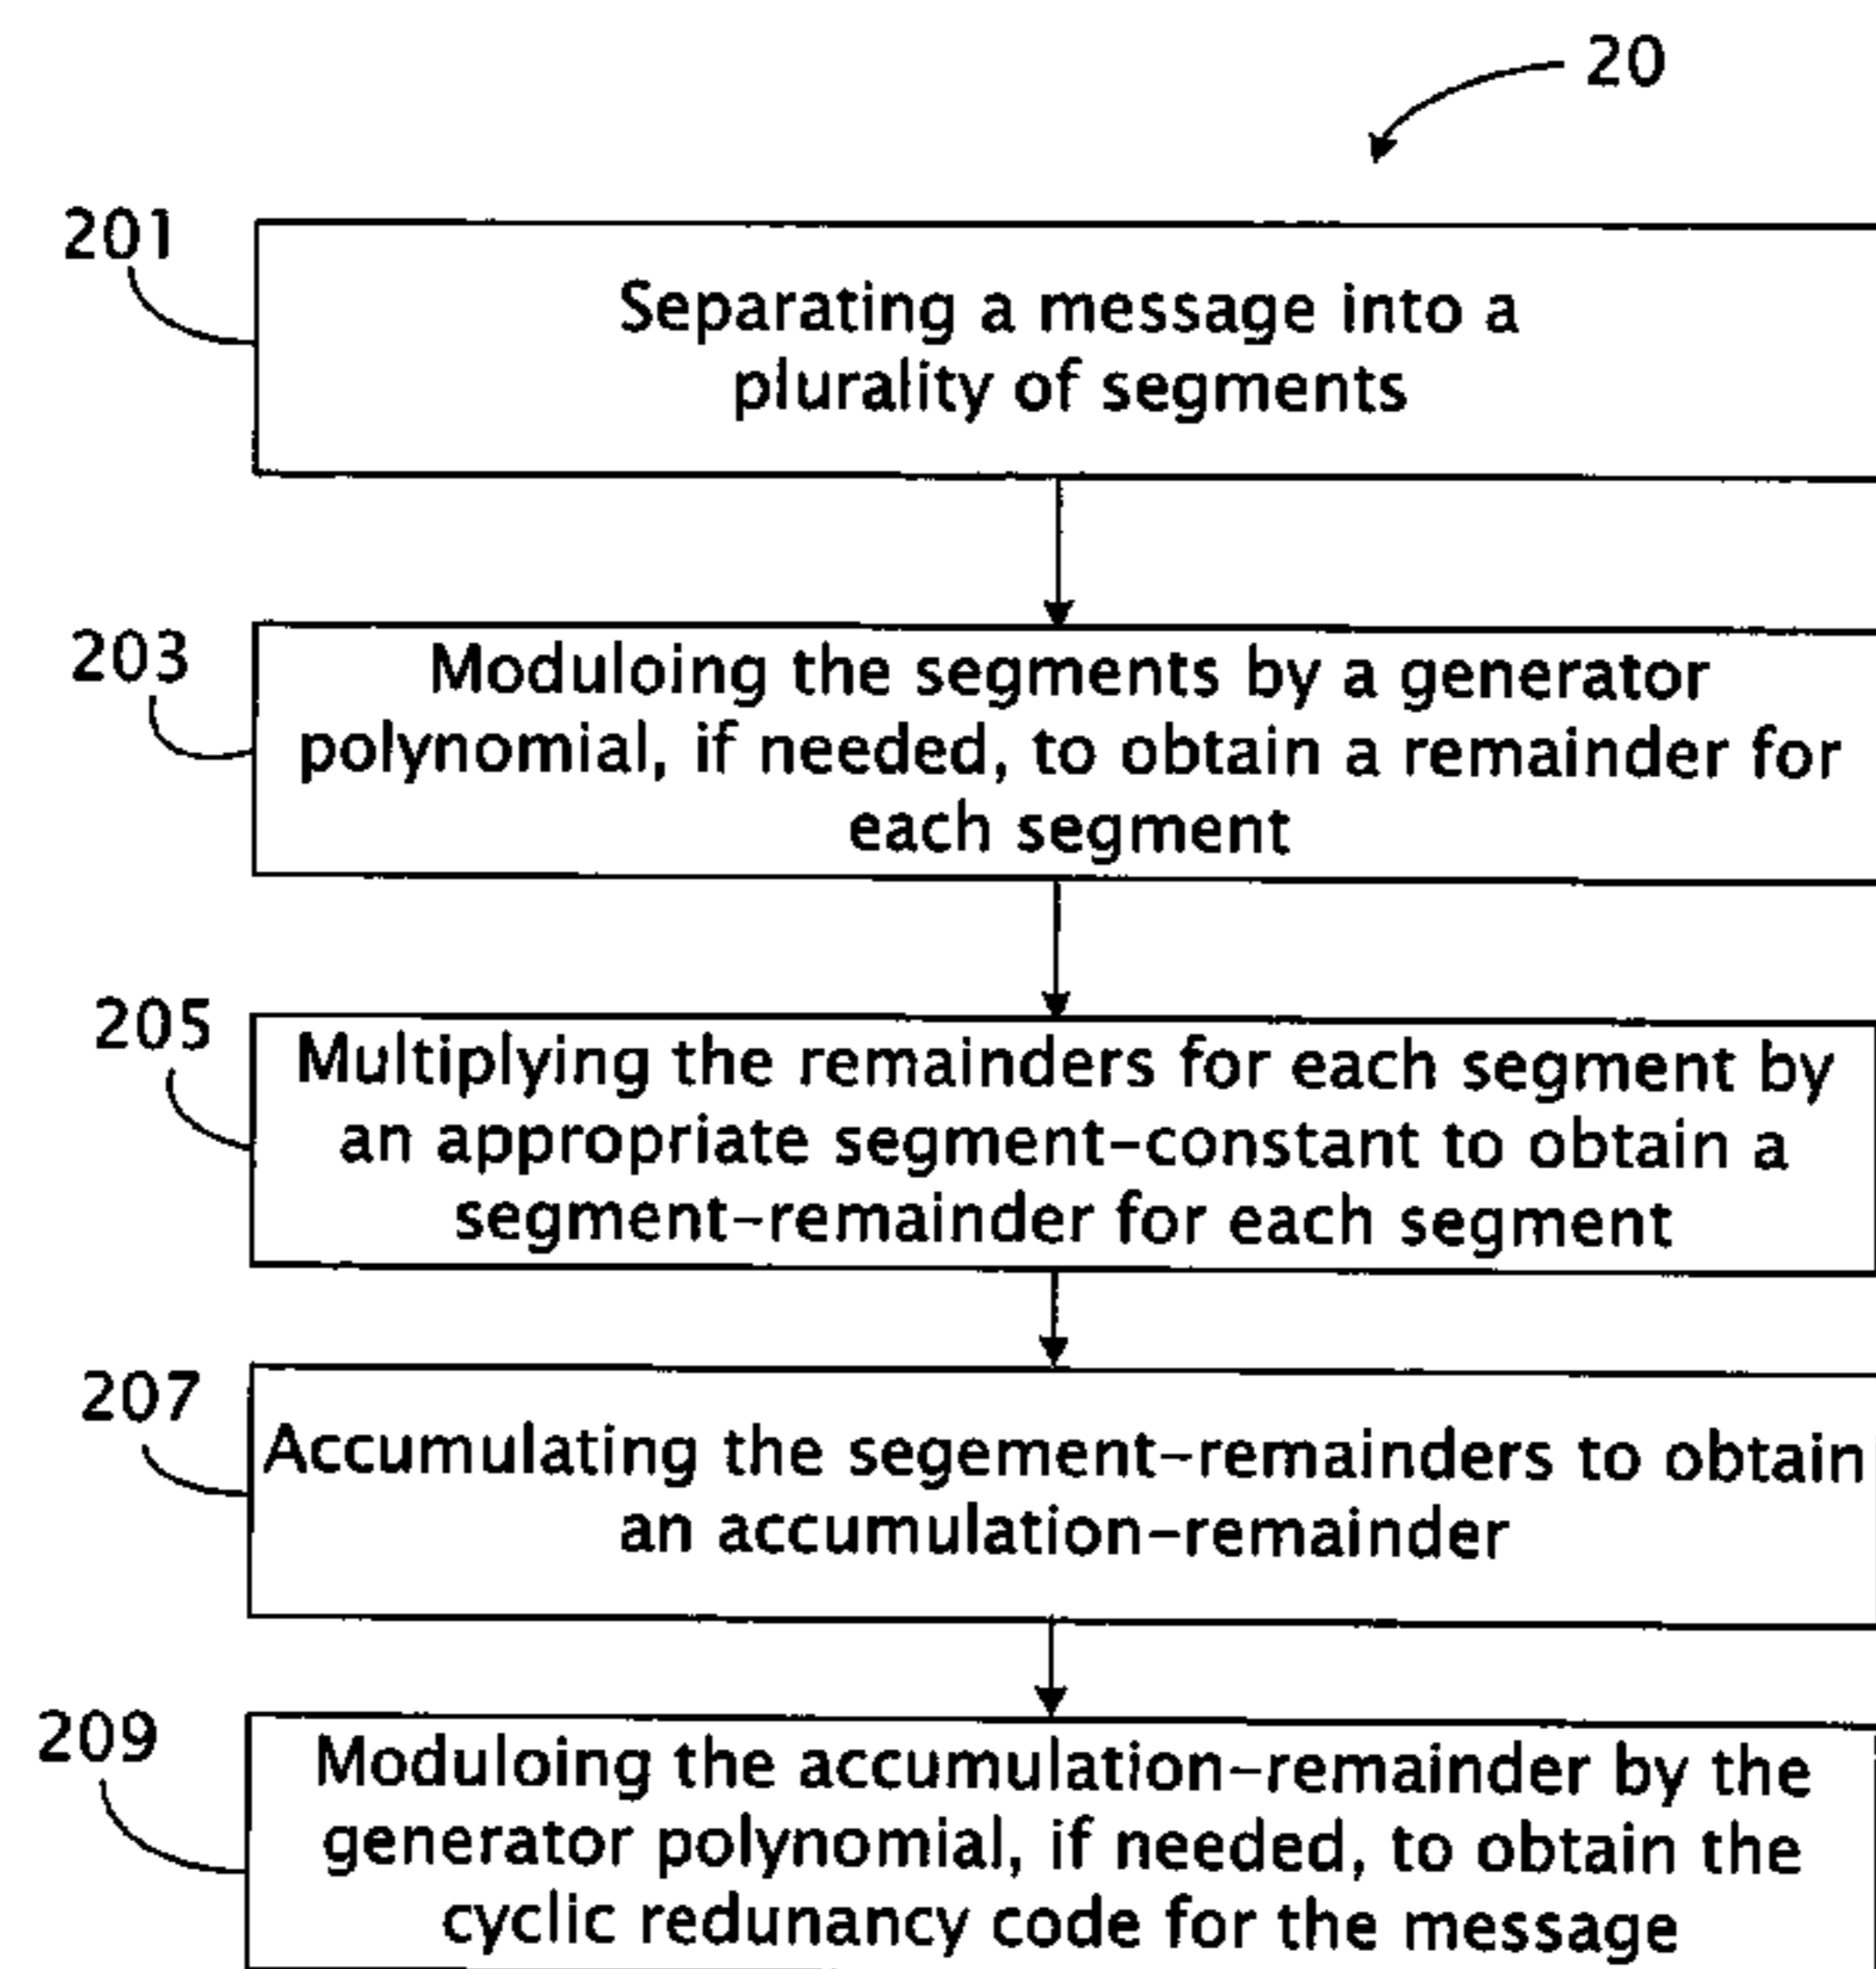 20
201
Separating a message into a
plurality of segments
203
Moduloing the segments by a generator
polynomial, if needed, to obtain a remainder for
each segment
205
Multiplying the remainders for each segment by
an appropriate segment-constant to obtain a
segment-remainder for each segment
207
Accumulating the segement-remainders to obtain
an accumulation-remainder
209
Moduloing the accumulation-remainder by the
generator polynomial, if needed, to obtain the
cyclic redunancy code for the message